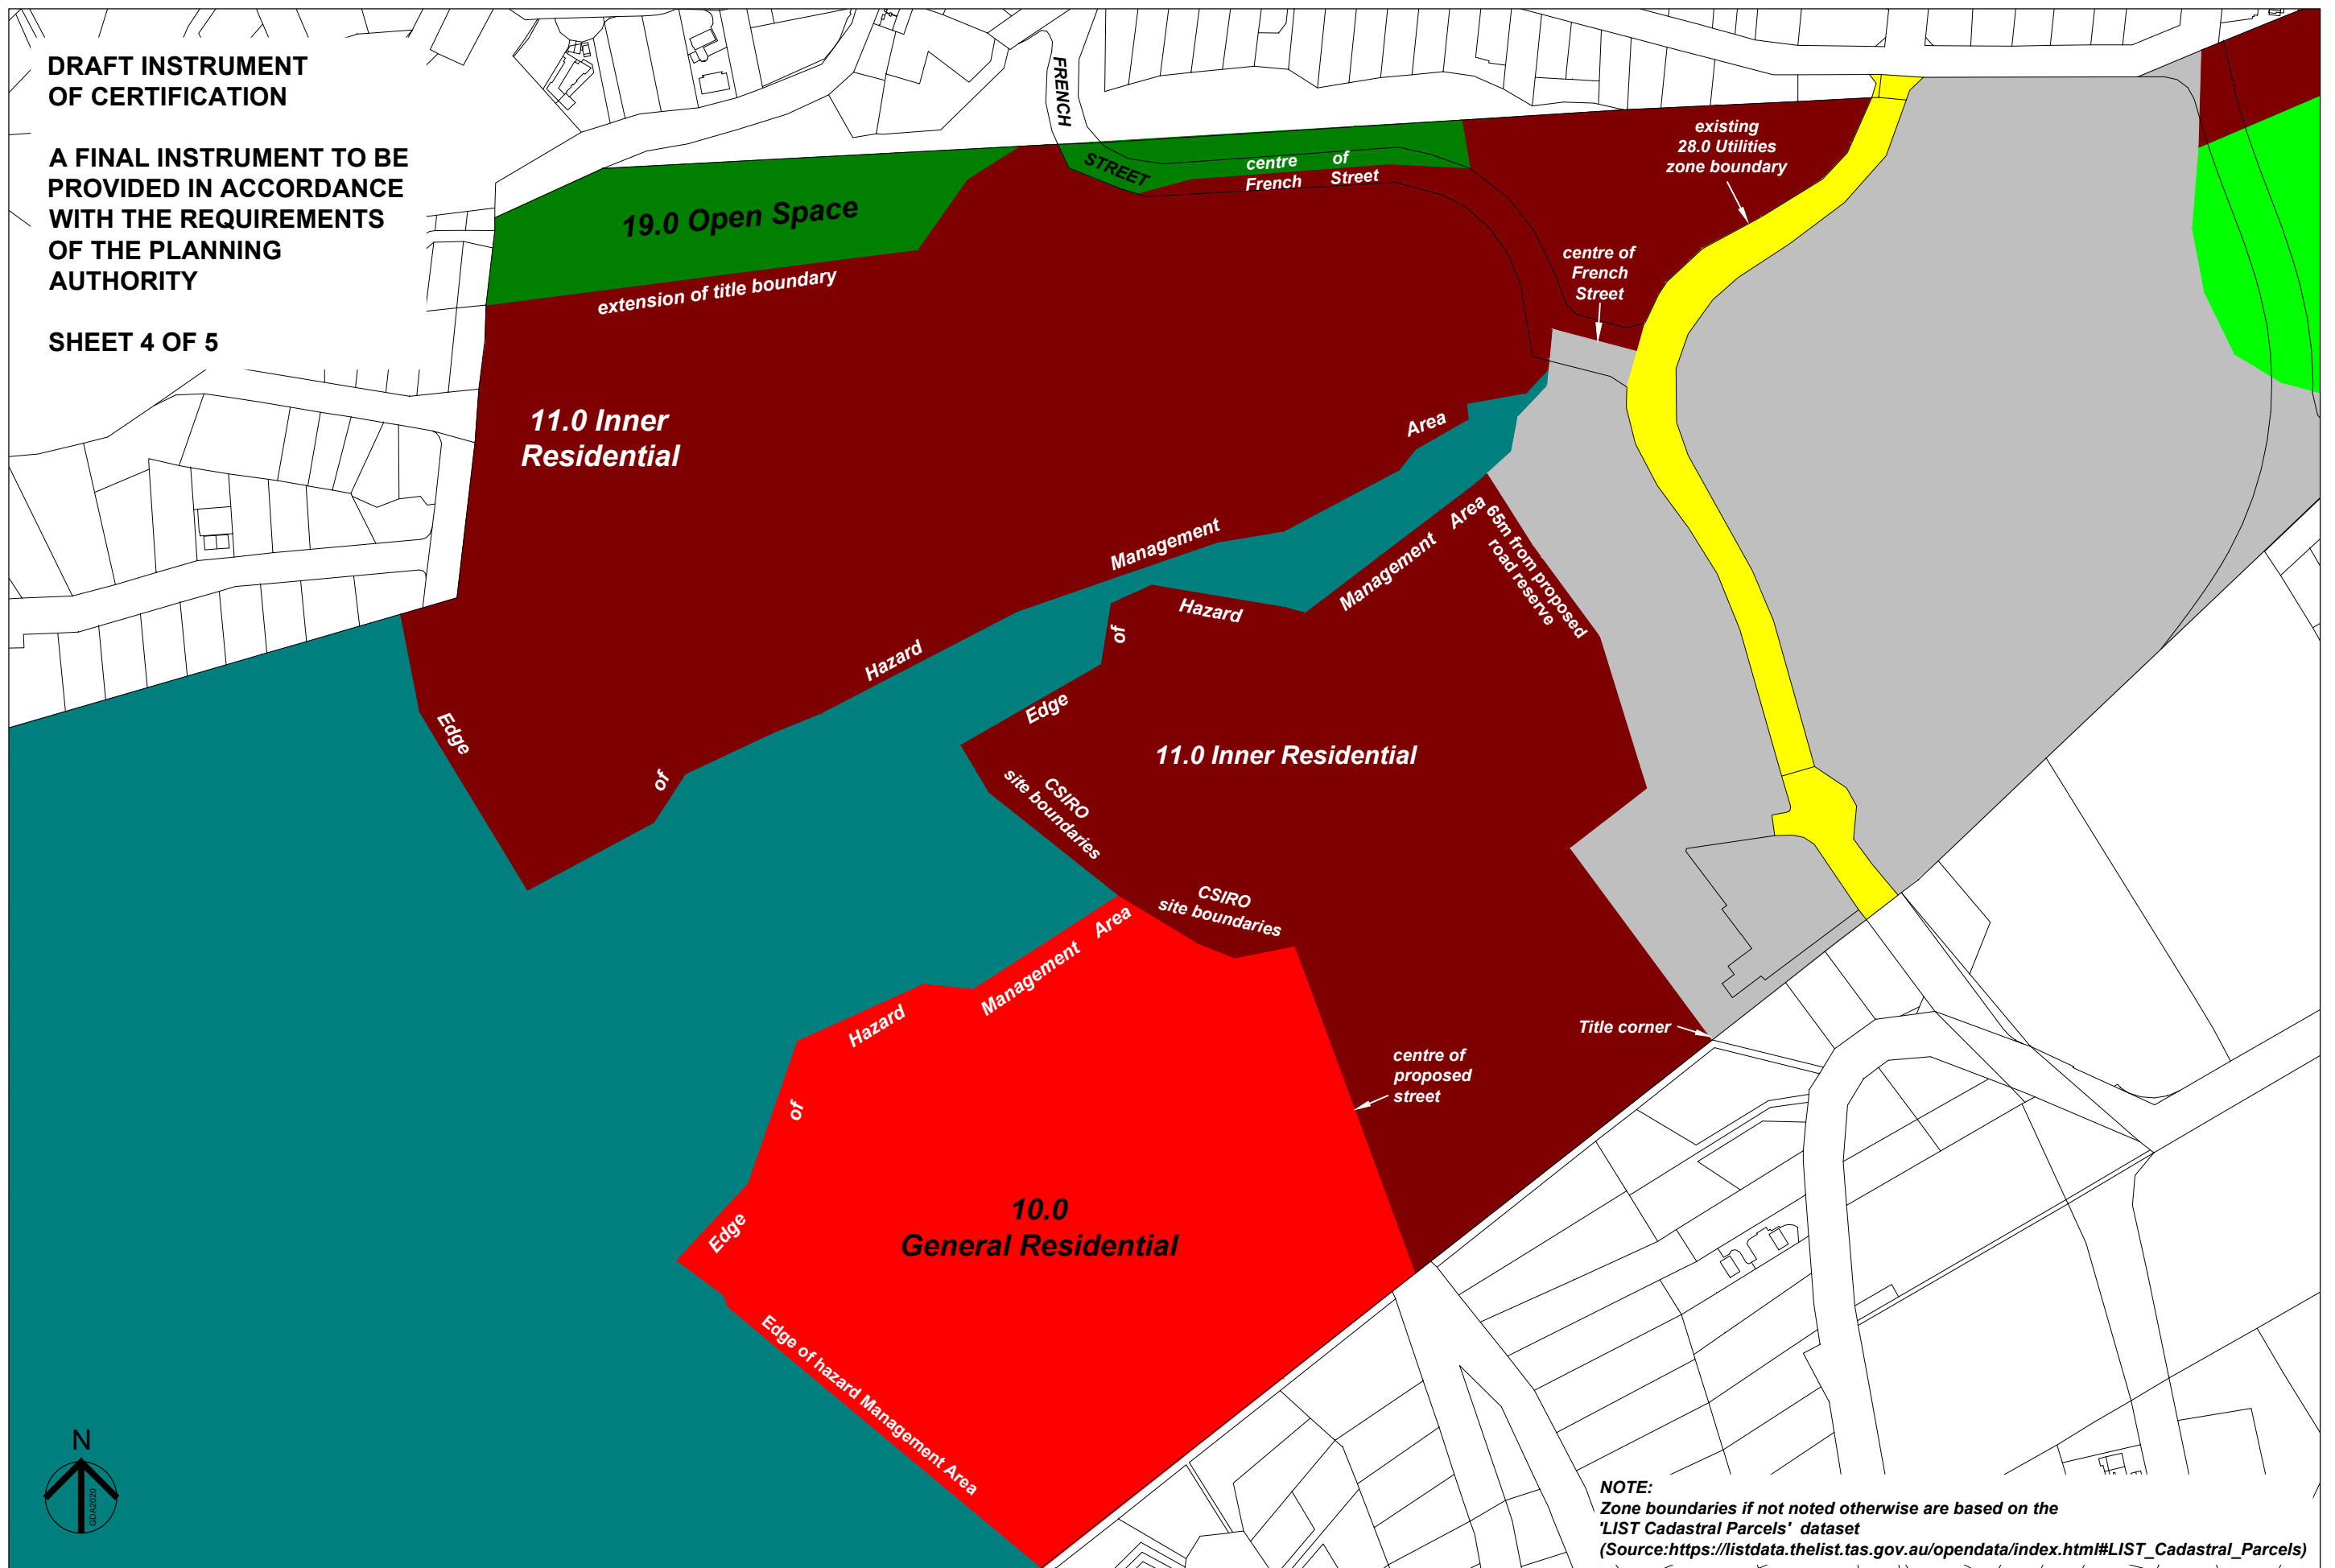 DRAFT INSTRUMENT
OF CERTIFICATION
A FINAL INSTRUMENT TO BE
PROVIDED IN ACCORDANCE
WITH THE REQUIREMENTS
OF THE PLANNING
AUTHORITY
SHEET 4 OF 5
FRENCH
STREET
centre of
French Street
existing
28.0 Utilities
zone boundary
19.0 Open Space
extension of title boundary
centre of
French
Street
11.0 Inner
Residential
Edge
of
Hazard
Management
Area
Edge
of
Hazard
Management Area
65m from proposed
road reserve
11.0 Inner Residential
CSIRO
site boundaries
CSIRO
site boundaries
Edge
of
Hazard
Management Area
Title corner
centre of
proposed
street
10.0
General Residential
Edge of hazard Management Area
N
GDA2020
NOTE:
Zone boundaries if not noted otherwise are based on the
'LIST Cadastral Parcels' dataset
(Source:https://listdata.thelist.tas.gov.au/opendata/index.html#LIST_Cadastral_Parcels)